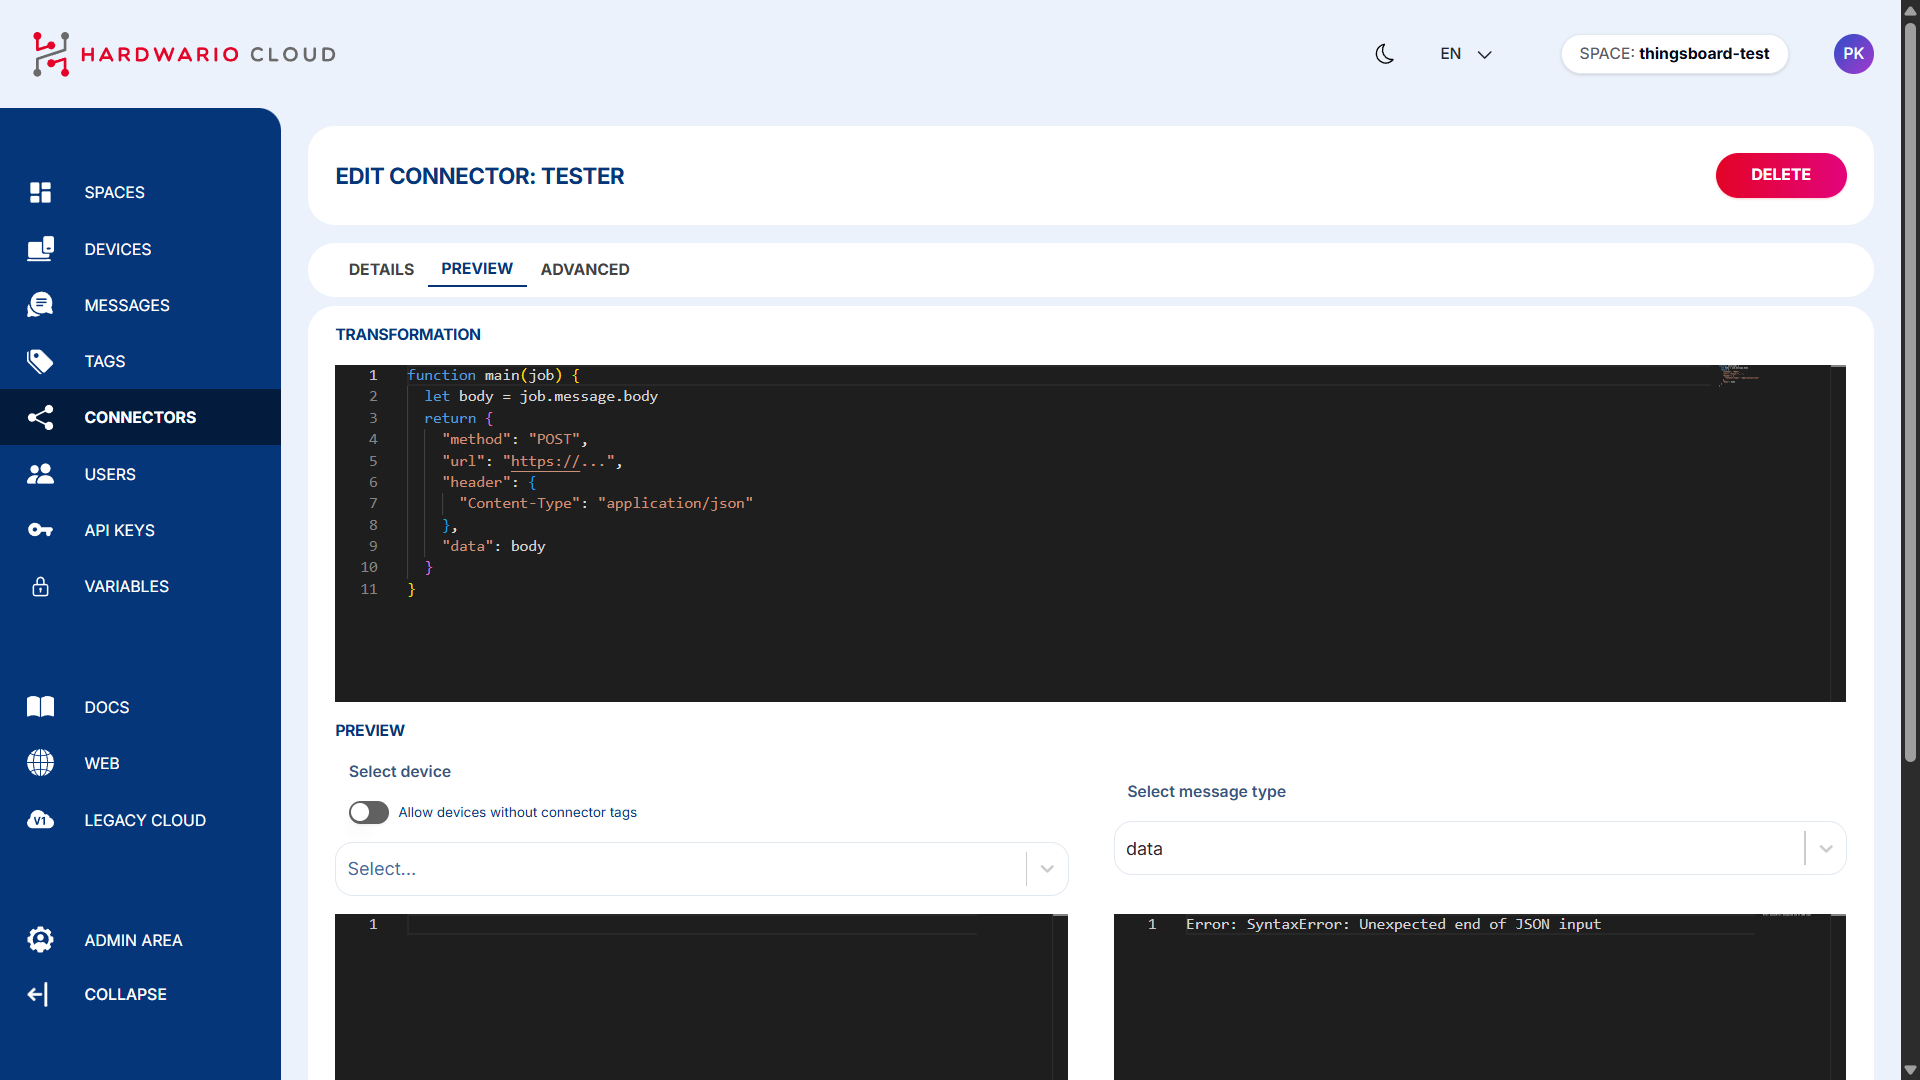 HARDWARIO CLOUD
EN
SPACE: thingsboard-test
PK
SPACES
DEVICES
MESSAGES
TAGS
CONNECTORS
USERS
API KEYS
VARIABLES
DOCS
WEB
V1
LEGACY CLOUD
ADMIN AREA
COLLAPSE
EDIT CONNECTOR: TESTER
DELETE
DETAILS
PREVIEW
ADVANCED
TRANSFORMATION
1 function main(job) {
2 let body = job.message.body
3 return {
4 "method": "POST",
5 "url": "https://...",
6 "header": {
7 "Content-Type": "application/json"
8 },
9 "data": body
10 }
11 }
PREVIEW
Select device
Allow devices without connector tags
Select...
Select message type
data
1
1 Error: SyntaxError: Unexpected end of JSON input